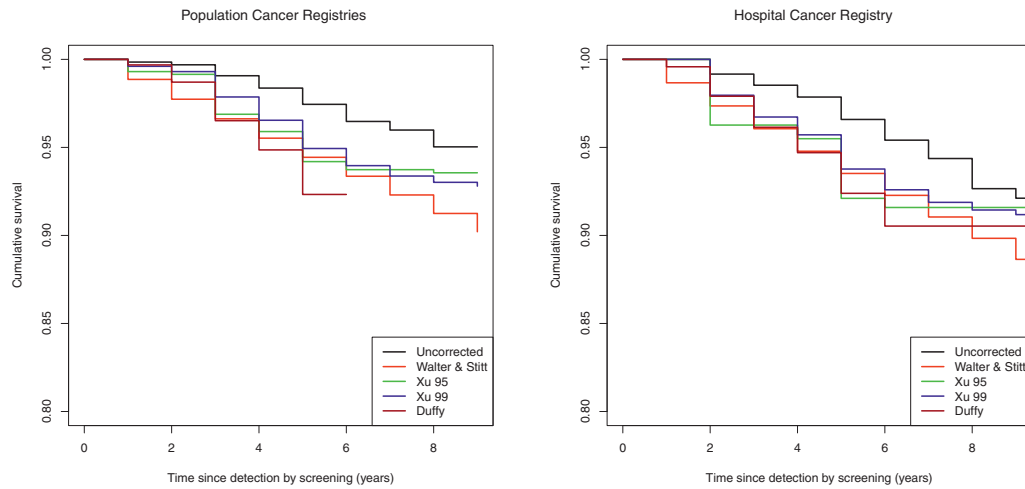 Population Cancer Registries
Cumulative survival
1.00
0.95
0.90
0.85
0.80
Uncorrected
Walter & Stitt
Xu 95
Xu 99
Duffy
0 2 4 6 8
Time since detection by screening (years)
Hospital Cancer Registry
Cumulative survival
1.00
0.95
0.90
0.85
0.80
Uncorrected
Walter & Stitt
Xu 95
Xu 99
Duffy
0 2 4 6 8
Time since detection by screening (years)